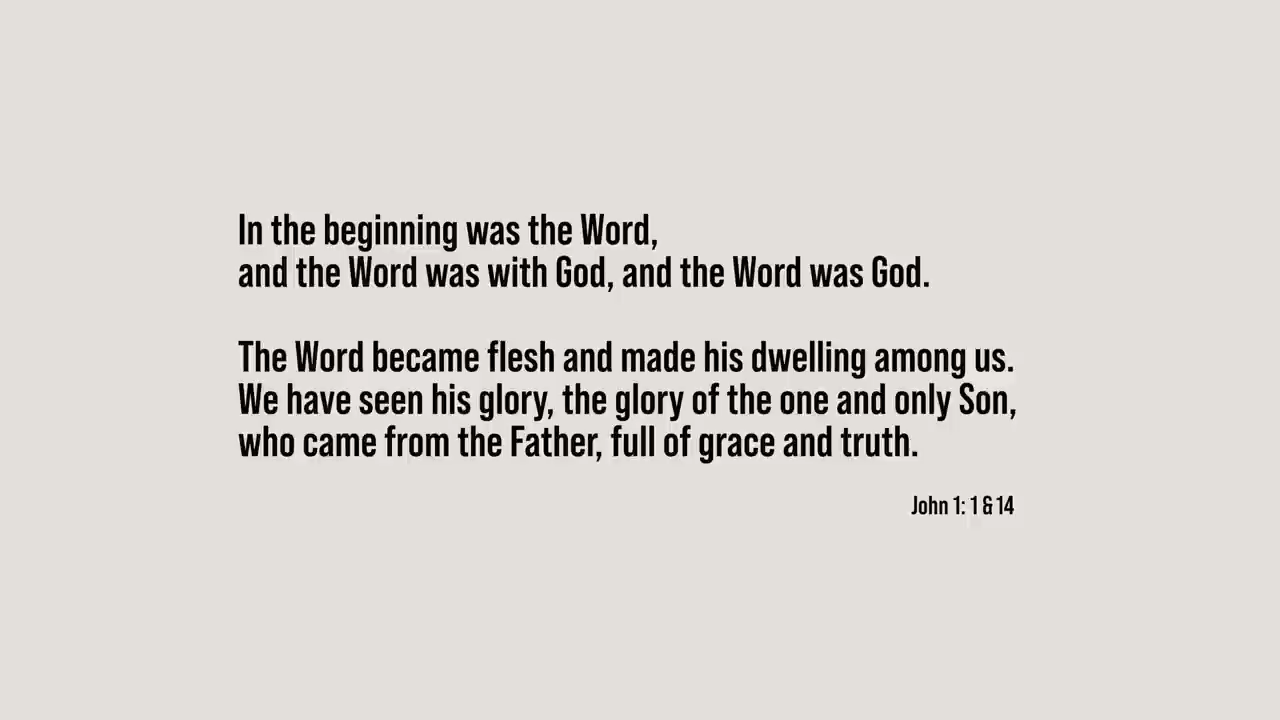 In the beginning was the Word,
and the Word was with God, and the Word was God.
The Word became flesh and made his dwelling among us.
We have seen his glory, the glory of the one and only Son,
who came from the Father, full of grace and truth.
John 1: 1 & 14